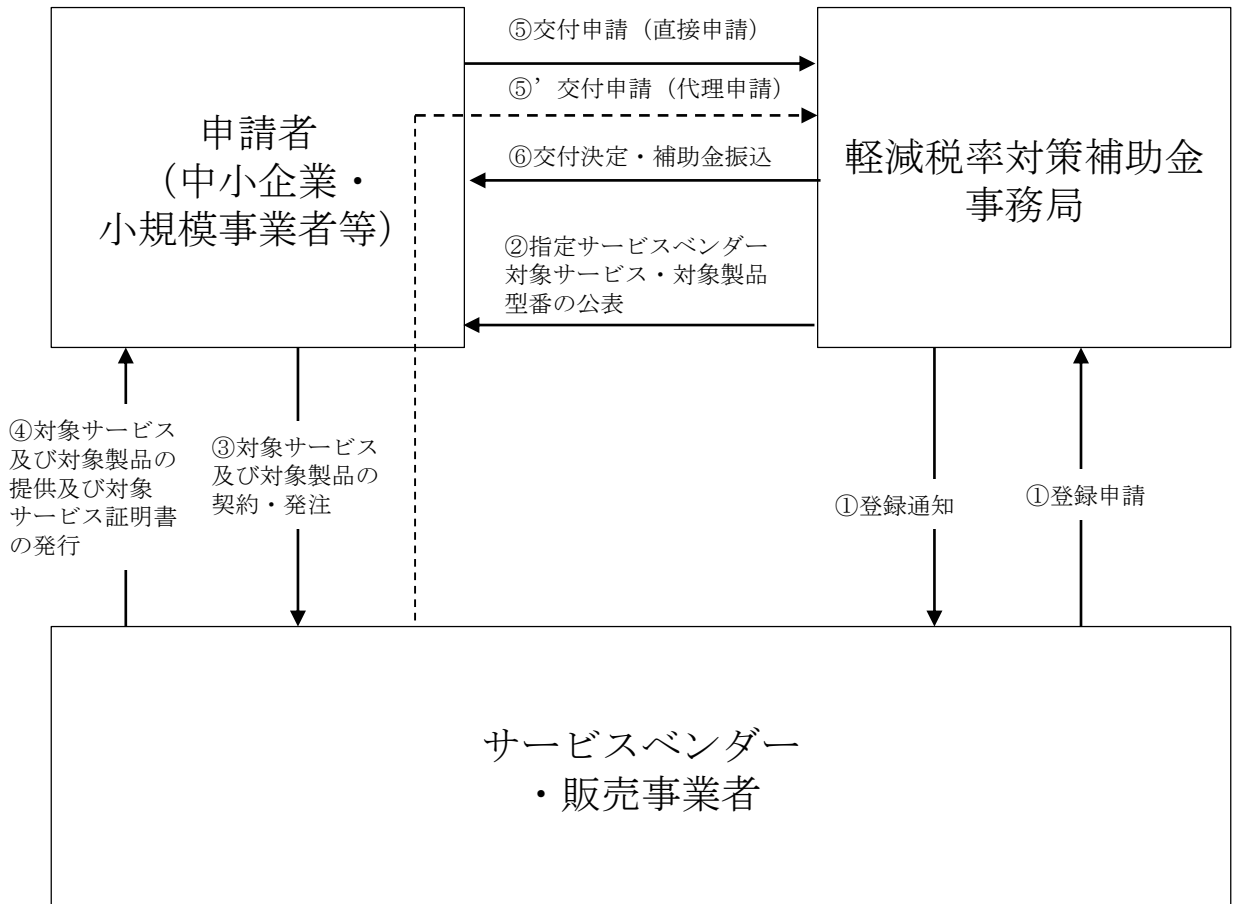 ⑤交付申請（直接申請）
⑤’交付申請（代理申請）
⑥交付決定・補助金振込
②指定サービスベンダー
対象サービス・対象製品
型番の公表
申請者
（中小企業・
小規模事業者等）
軽減税率対策補助金
事務局
④対象サービス
及び対象製品の
提供及び対象
サービス証明書
の発行
③対象サービス
及び対象製品の
契約・発注
①登録通知
①登録申請
サービスベンダー
・販売事業者